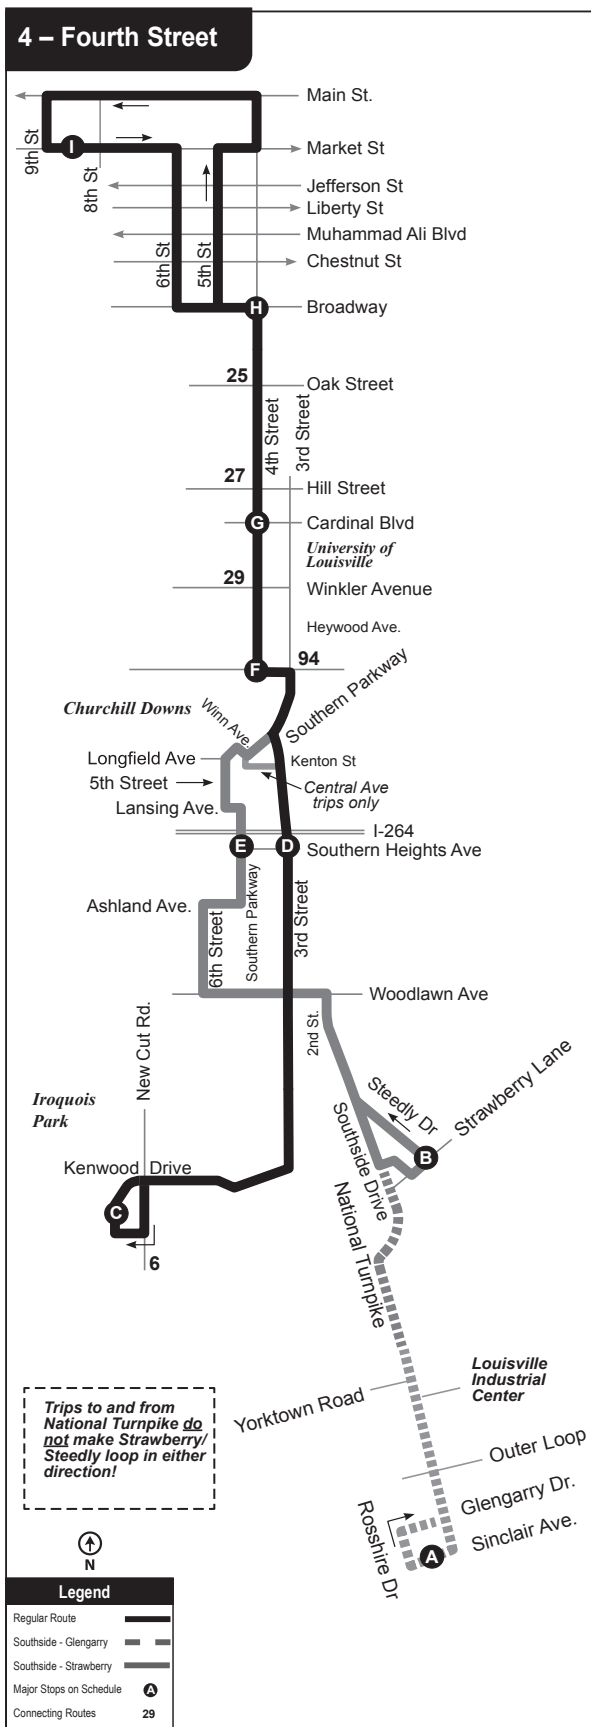 4 – Fourth Street
Main St.
9th St
I
8th St
Market St
Jefferson St
Liberty St
Muhammad Ali Blvd
6th St
5th St
Chestnut St
H
Broadway
25
Oak Street
4th Street
3rd Street
27
Hill Street
G
Cardinal Blvd
University of
Louisville
29
Winkler Avenue
Heywood Ave.
F
94
Churchill Downs
Winn Ave.
Southern Parkway
Longfield Ave
Kenton St
5th Street
Central Ave
trips only
Lansing Ave.
I-264
E
D
Southern Heights Ave
Ashland Ave.
6th Street
Southern Parkway
3rd Street
Woodlawn Ave
2nd St.
New Cut Rd.
Iroquois
Park
Steedly Dr
Strawberry Lane
Southside Drive
B
Kenwood Drive
C
6
National Turnpike
Louisville
Industrial
Center
Yorktown Road
Trips to and from
National Turnpike do
not make Strawberry/
Steedly loop in either
direction!
Outer Loop
Glengarry Dr.
Rosshire Dr
Sinclair Ave.
A
N
Legend
Regular Route
Southside - Glengarry
Southside - Strawberry
Major Stops on Schedule A
Connecting Routes 29